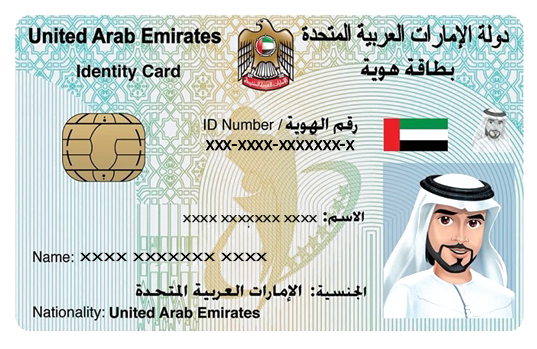 United Arab Emirates دولة الإمارات العربية المتحدة
Identity Card بطاقة هوية
ID Number / رقم الهوية
xxx-xxxx-xxxxxxx-x
الاسم: xxxx xxxxxxx xxxx
Name: xxxx xxxxxxx xxxx
الجنسية: الإمارات العربية المتحدة
Nationality: United Arab Emirates